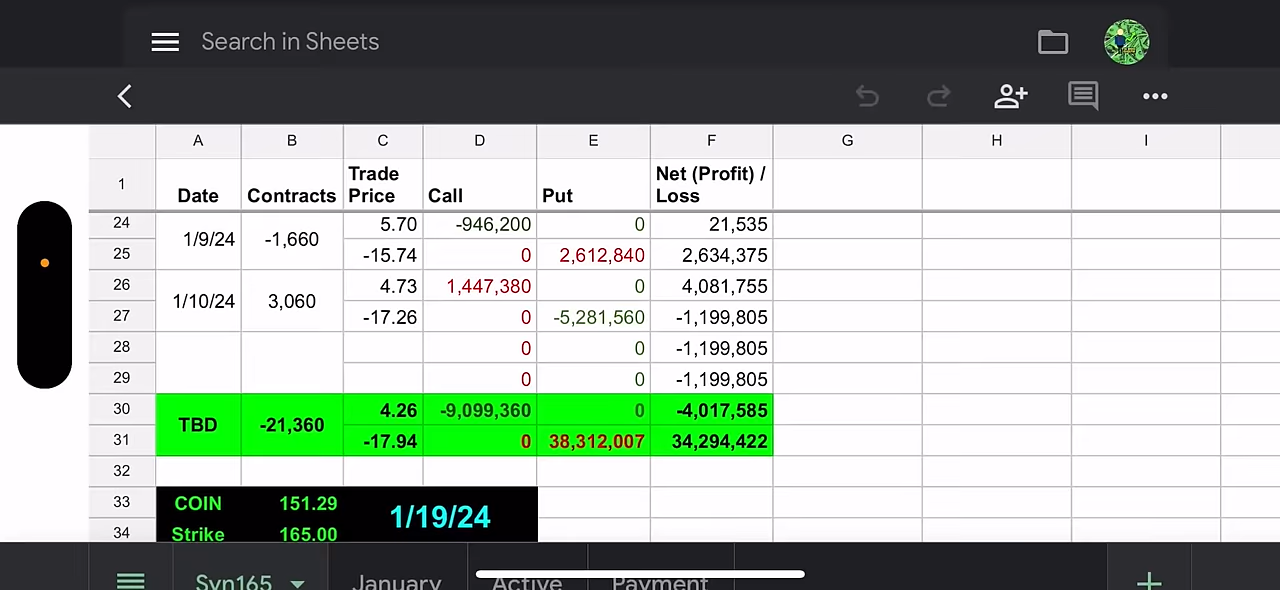 Search in Sheets
A B C D E F G H I
1 Date Contracts Trade Price Call Put Net (Profit) / Loss
24 1/9/24 -1,660 5.70 -946,200 0 21,535
25 -15.74 0 2,612,840 2,634,375
26 1/10/24 3,060 4.73 1,447,380 0 4,081,755
27 -17.26 0 -5,281,560 -1,199,805
28 0 0 -1,199,805
29 0 0 -1,199,805
30 TBD -21,360 4.26 -9,099,360 0 -4,017,585
31 -17.94 0 38,312,007 34,294,422
32
33 COIN 151.29 1/19/24
34 Strike 165.00
Syn165 January Active Payment